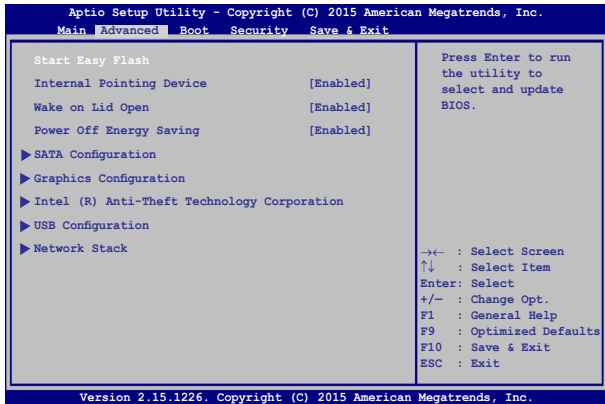 Aptio Setup Utility - Copyright (C) 2015 American Megatrends, Inc.
Main Advanced Boot Security Save & Exit
Start Easy Flash
Internal Pointing Device [Enabled]
Wake on Lid Open [Enabled]
Power Off Energy Saving [Enabled]
▶ SATA Configuration
▶ Graphics Configuration
▶ Intel (R) Anti-Theft Technology Corporation
▶ USB Configuration
▶ Network Stack
Press Enter to run
the utility to
select and update
BIOS.
→← : Select Screen
↑↓ : Select Item
Enter: Select
+/— : Change Opt.
F1 : General Help
F9 : Optimized Defaults
F10 : Save & Exit
ESC : Exit
Version 2.15.1226. Copyright (C) 2015 American Megatrends, Inc.